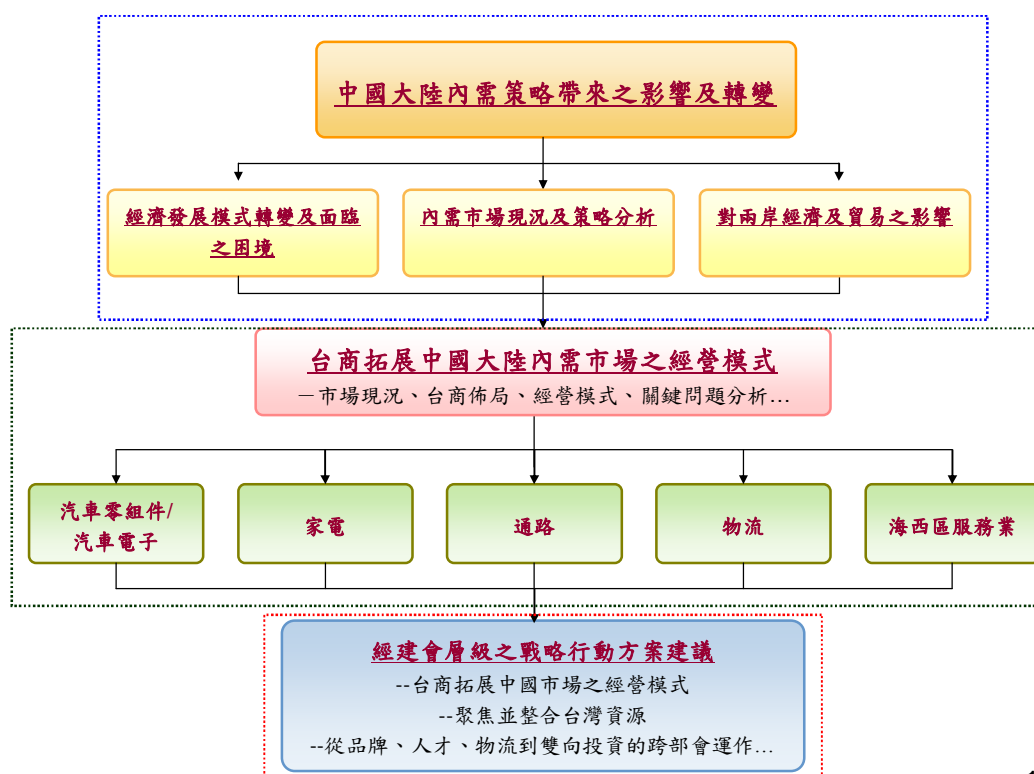 中國大陸內需策略帶來之影響及轉變
經濟發展模式轉變及面臨
之困境
內需市場現況及策略分析
對兩岸經濟及貿易之影響
台商拓展中國大陸內需市場之經營模式
－市場現況、台商佈局、經營模式、關鍵問題分析…
汽車零組件/
汽車電子
家電
通路
物流
海西區服務業
經建會層級之戰略行動方案建議
--台商拓展中國市場之經營模式
--聚焦並整合台灣資源
--從品牌、人才、物流到雙向投資的跨部會運作…